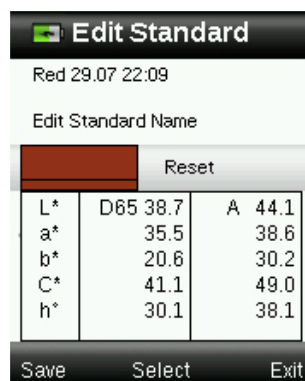 Edit Standard
Red 29.07 22:09
Edit Standard Name
Reset
L* D65 38.7 A 44.1
a* 35.5 38.6
b* 20.6 30.2
C* 41.1 49.0
h° 30.1 38.1
Save Select Exit